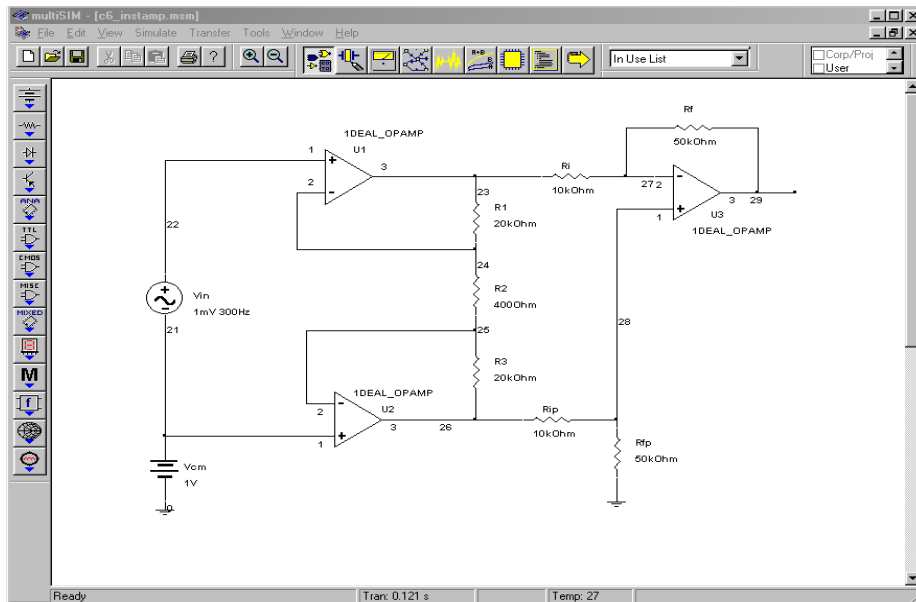 multiSIM - [c6_instamp.msm]
File Edit View Simulate Transfer Tools Window Help
In Use List
Corp/Proj
User
ANA
TTL
CMOS
MISC
MIXED
M
f
1DEAL_OPAMP
U1
1
2
3
22
Vin
1mV 300Hz
21
Vcm
1V
0
23
R1
20kOhm
24
R2
400Ohm
25
R3
20kOhm
1DEAL_OPAMP
U2
2
1
3
26
Ri
10kOhm
Rf
50kOhm
27
2
1
3
29
U3
1DEAL_OPAMP
28
Rip
10kOhm
Rfp
50kOhm
Ready
Tran: 0.121 s
Temp: 27